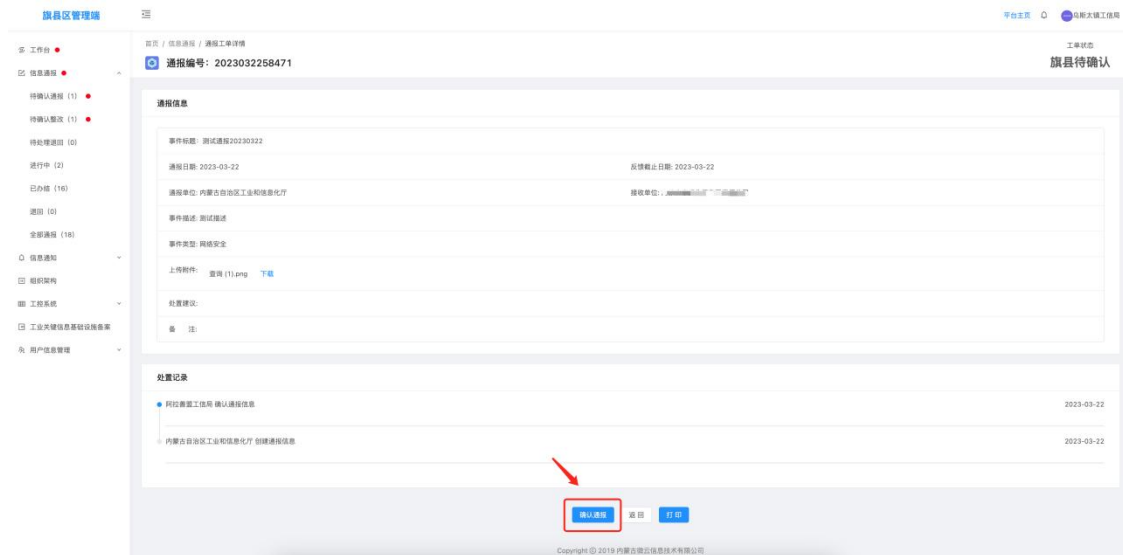 旗县区管理端
平台主页
乌斯太镇工信局
工作台
信息通报
待确认通报 (1)
待确认整改 (1)
待处理退回 (0)
进行中 (2)
已办结 (16)
退回 (0)
全部通报 (18)
信息通知
组织架构
工控系统
工业关键信息基础设施备案
用户信息管理
首页 / 信息通报 / 通报工单详情
通报编号: 2023032258471
工单状态
旗县待确认
通报信息
事件标题: 测试通报20230322
通报日期: 2023-03-22
反馈截止日期: 2023-03-22
通报单位: 内蒙古自治区工业和信息化厅
接收单位:
事件描述: 测试描述
事件类型: 网络安全
上传附件: 查询 (1).png 下载
处置建议:
备 注:
处置记录
阿拉善盟工信局 确认通报信息 2023-03-22
内蒙古自治区工业和信息化厅 创建通报信息 2023-03-22
确认通报 返 回 打 印
Copyright © 2019 内蒙古微云信息技术有限公司